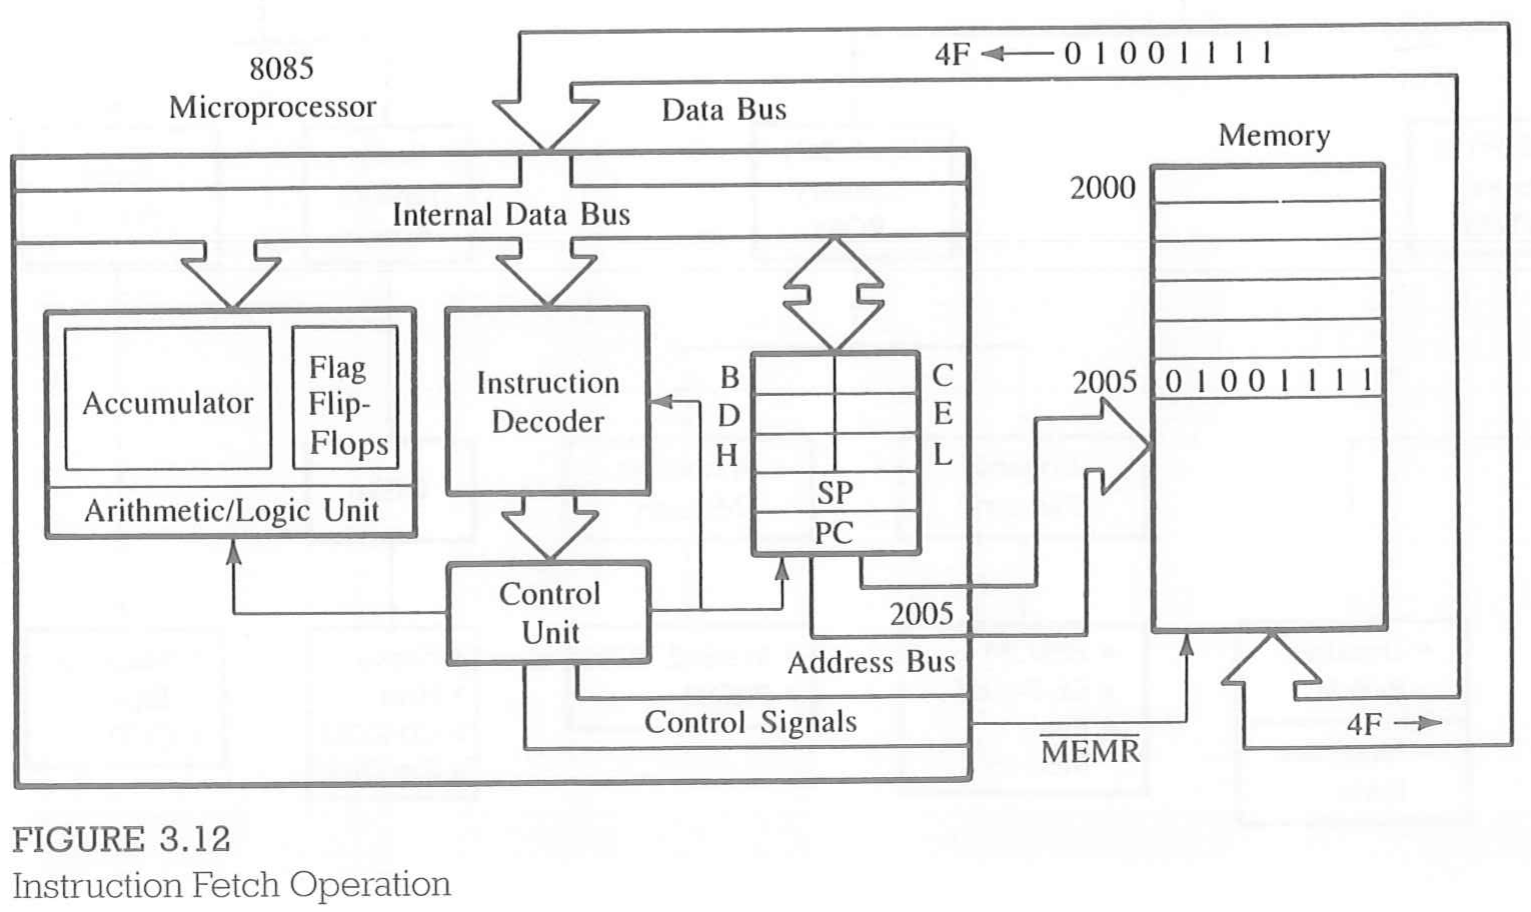 8085
Microprocessor
4F 0 1 0 0 1 1 1 1
Data Bus
Memory
2000
Internal Data Bus
2005 0 1 0 0 1 1 1 1
Accumulator
Flag
Flip-
Flops
Arithmetic/Logic Unit
Instruction
Decoder
B C
D E
H L
SP
PC
Control
Unit
2005
Address Bus
Control Signals
MEMR
4F
FIGURE 3.12
Instruction Fetch Operation